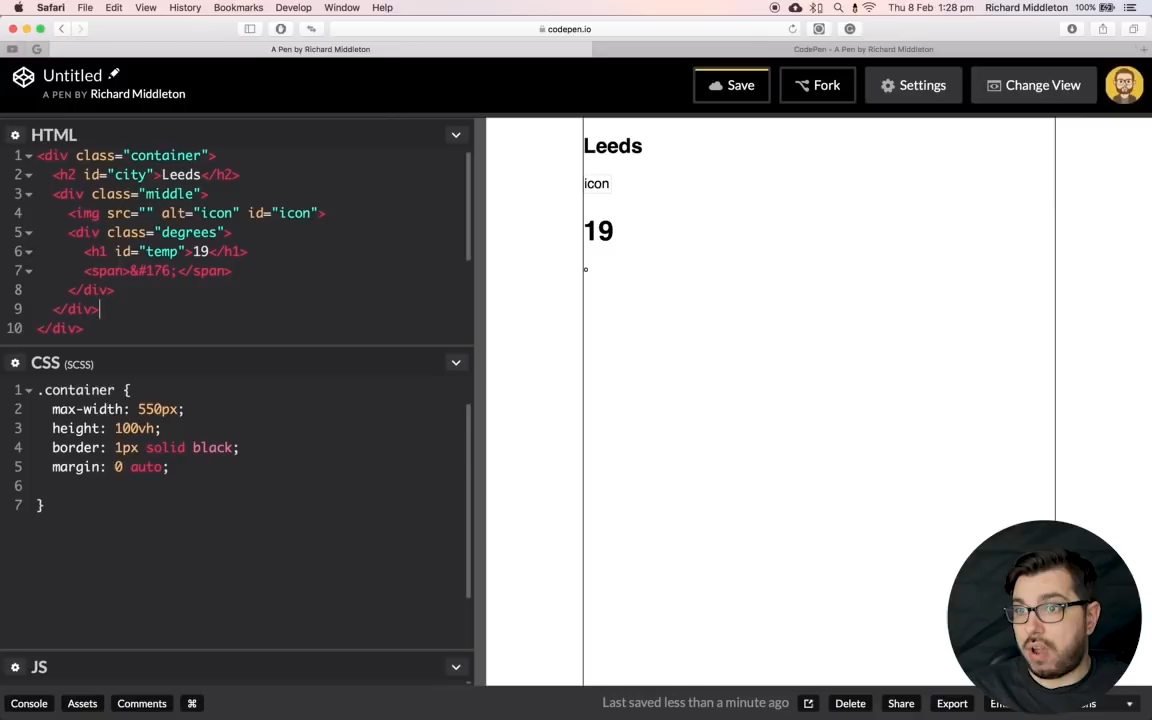 Safari File Edit View History Bookmarks Develop Window Help
Thu 8 Feb 1:28 pm Richard Middleton 100%
codepen.io
A Pen by Richard Middleton
CodePen - A Pen by Richard Middleton
Untitled
A PEN BY Richard Middleton
Save
Fork
Settings
Change View
HTML
1 <div class="container">
2 <h2 id="city">Leeds</h2>
3 <div class="middle">
4 <img src="" alt="icon" id="icon">
5 <div class="degrees">
6 <h1 id="temp">19</h1>
7 <span>&#176;</span>
8 </div>
9 </div>
10 </div>
CSS (SCSS)
1 .container {
2 max-width: 550px;
3 height: 100vh;
4 border: 1px solid black;
5 margin: 0 auto;
6
7 }
JS
Leeds
icon
19
°
Console Assets Comments ⌘
Last saved less than a minute ago
Delete Share Export